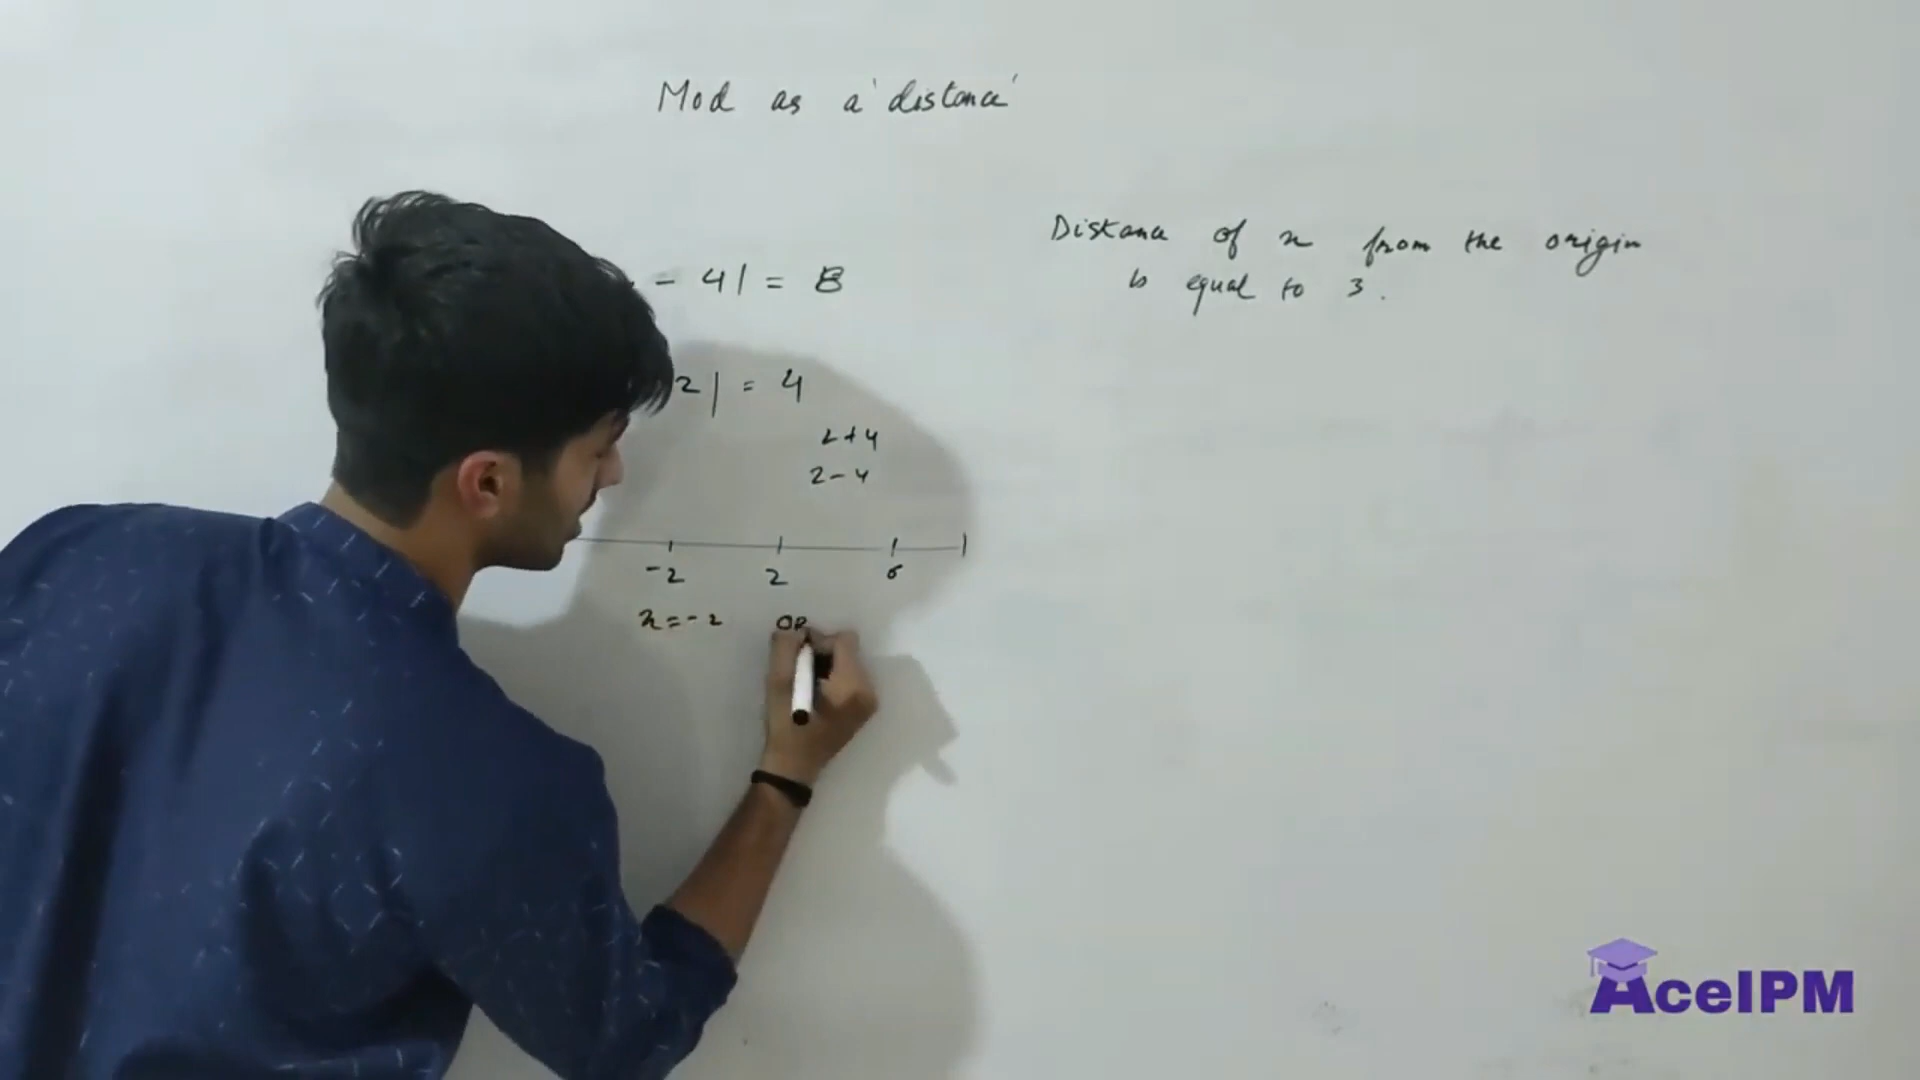 Mod as a 'distance'
- 4| = 8
2| = 4
2+4
2-4
-2 2 6
x=-2 OR
Distance of x from the origin
is equal to 3.
AceIPM